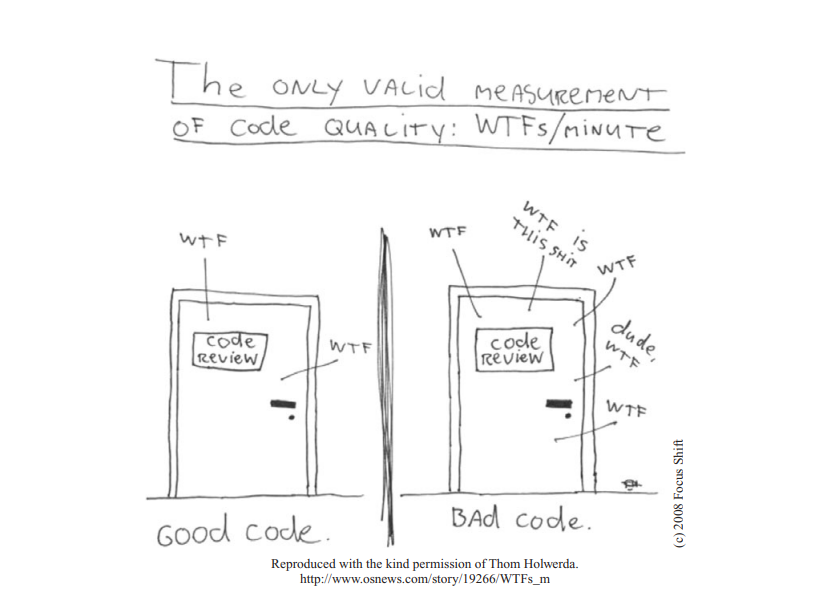 The ONLY VALid MEASUREMENT
OF Code QUALITY: WTFs/MINUTE
WTF
code
REVIEW
WTF
GOOD code.
WTF
WTF is
THIS SHIT
WTF
code
REVIEW
dude,
WTF
WTF
BAd code.
(c) 2008 Focus Shift
Reproduced with the kind permission of Thom Holwerda.
http://www.osnews.com/story/19266/WTFs_m